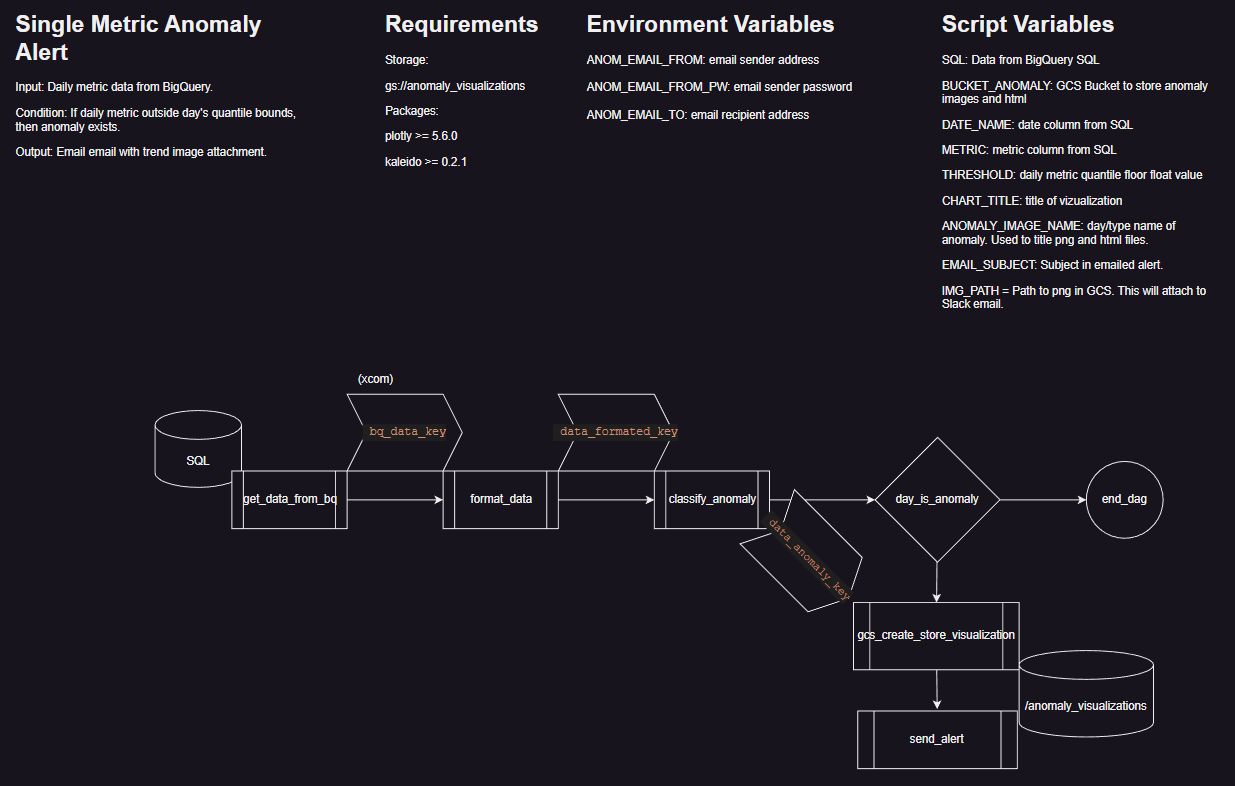 Single Metric Anomaly
Alert
Input: Daily metric data from BigQuery.
Condition: If daily metric outside day's quantile bounds,
then anomaly exists.
Output: Email email with trend image attachment.
Requirements
Storage:
gs://anomaly_visualizations
Packages:
plotly >= 5.6.0
kaleido >= 0.2.1
Environment Variables
ANOM_EMAIL_FROM: email sender address
ANOM_EMAIL_FROM_PW: email sender password
ANOM_EMAIL_TO: email recipient address
Script Variables
SQL: Data from BigQuery SQL
BUCKET_ANOMALY: GCS Bucket to store anomaly
images and html
DATE_NAME: date column from SQL
METRIC: metric column from SQL
THRESHOLD: daily metric quantile floor float value
CHART_TITLE: title of vizualization
ANOMALY_IMAGE_NAME: day/type name of
anomaly. Used to title png and html files.
EMAIL_SUBJECT: Subject in emailed alert.
IMG_PATH = Path to png in GCS. This will attach to
Slack email.
(xcom)
bq_data_key
data_formated_key
SQL
get_data_from_bq
format_data
classify_anomaly
day_is_anomaly
end_dag
data_anomaly_key
gcs_create_store_visualization
/anomaly_visualizations
send_alert